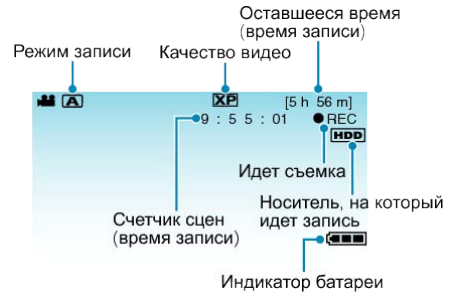 Оставшееся время
(время записи)
Режим записи
Качество видео
A
XP
[5 h 56 m]
9 : 5 5 : 01
REC
HDD
Идет съемка
Носитель, на который
идет запись
Счетчик сцен
(время записи)
Индикатор батареи